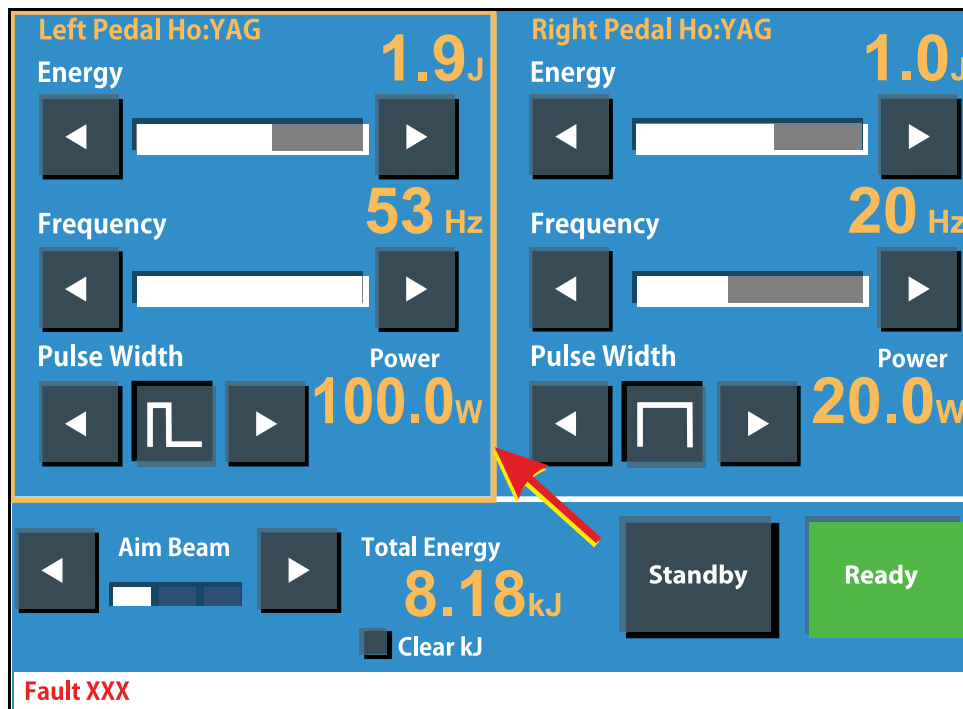 Left Pedal Ho:YAG
Energy
1.9J
Frequency
53 Hz
Pulse Width
Power
100.0W
Right Pedal Ho:YAG
Energy
1.0J
Frequency
20 Hz
Pulse Width
Power
20.0W
Aim Beam
Total Energy
8.18kJ
Clear kJ
Standby
Ready
Fault XXX